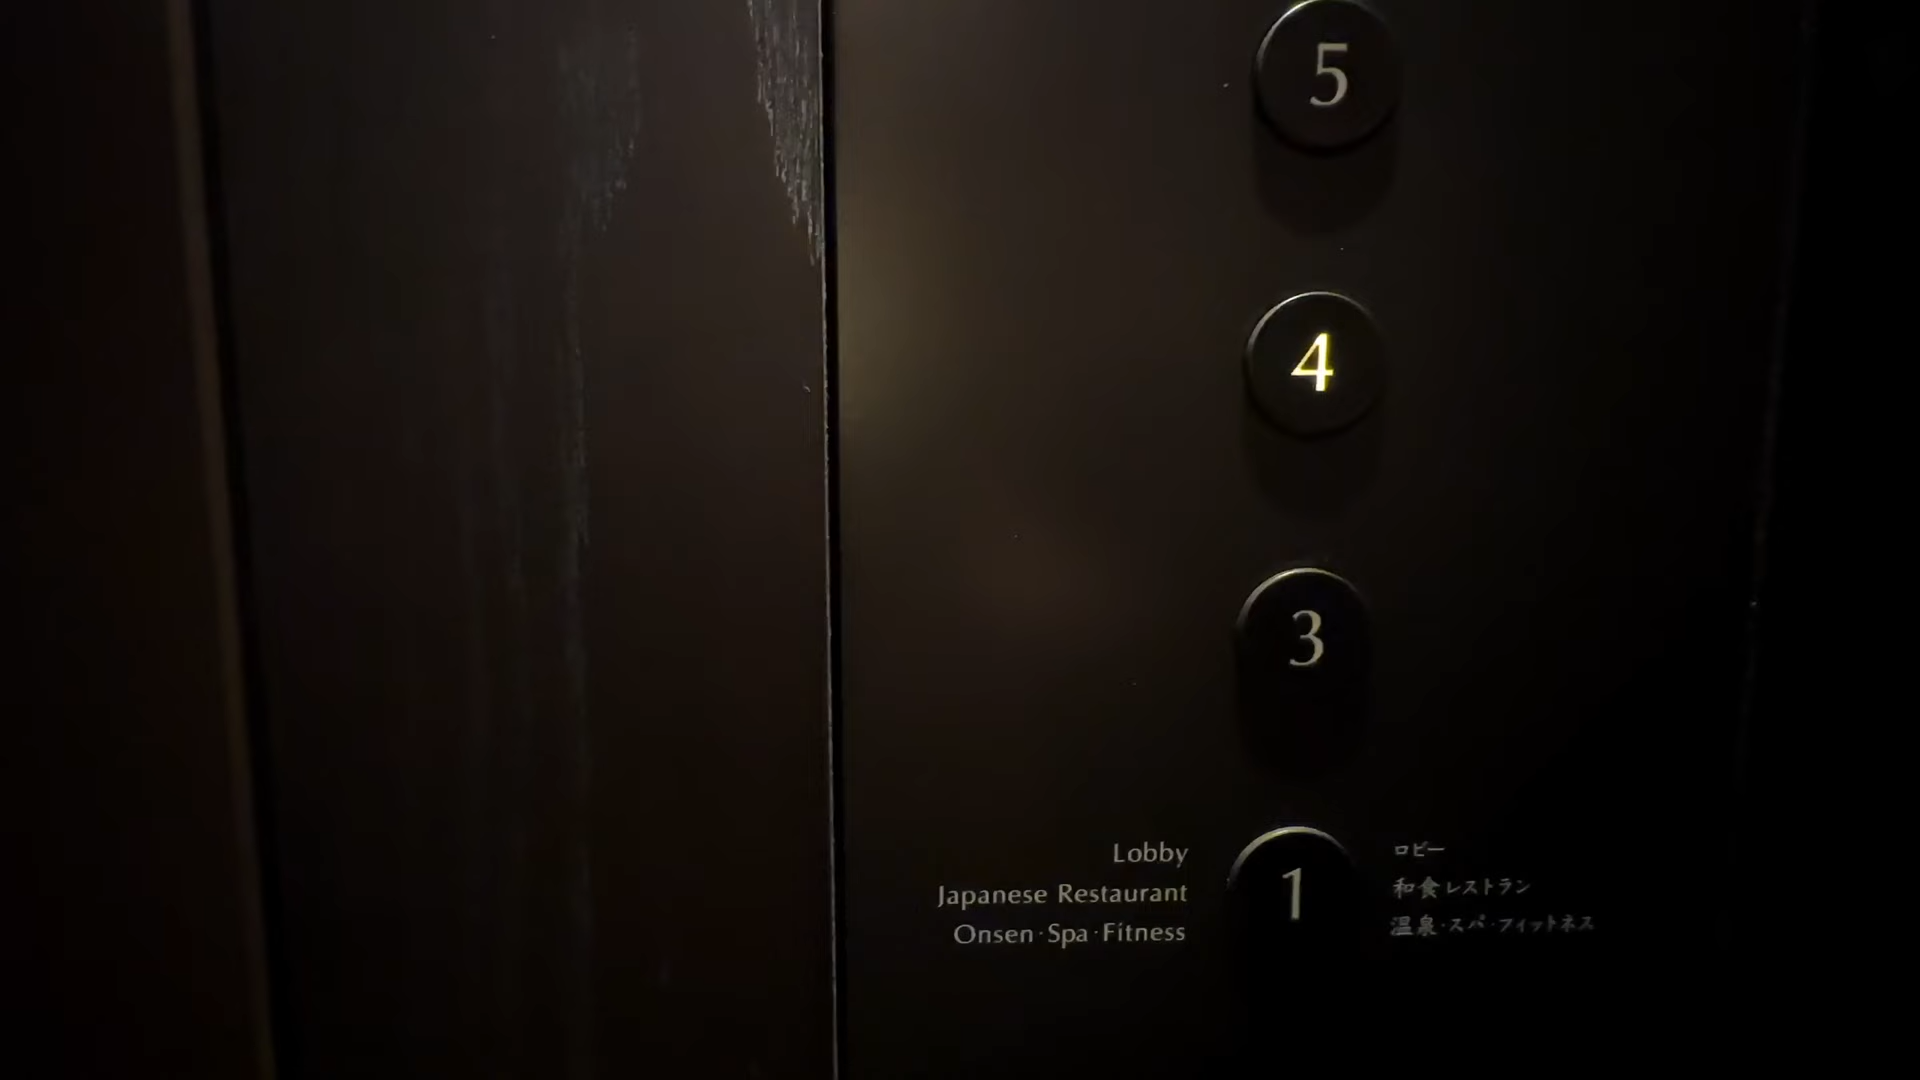 5
4
3
Lobby
Japanese Restaurant
Onsen·Spa·Fitness
1
ロビー
和食レストラン
温泉·スパ·フィットネス